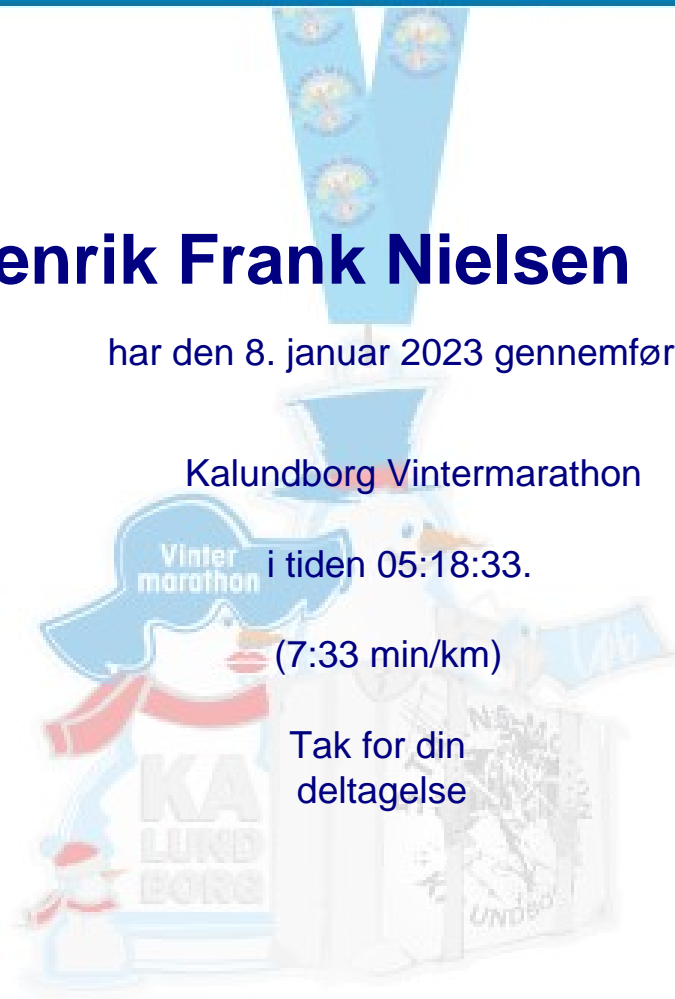 enrik Frank Nielsen
har den 8. januar 2023 gennemfør
Kalundborg Vintermarathon
Vinter
marathon
i tiden 05:18:33.
(7:33 min/km)
Tak for din
deltagelse
KA
LUND
BORG